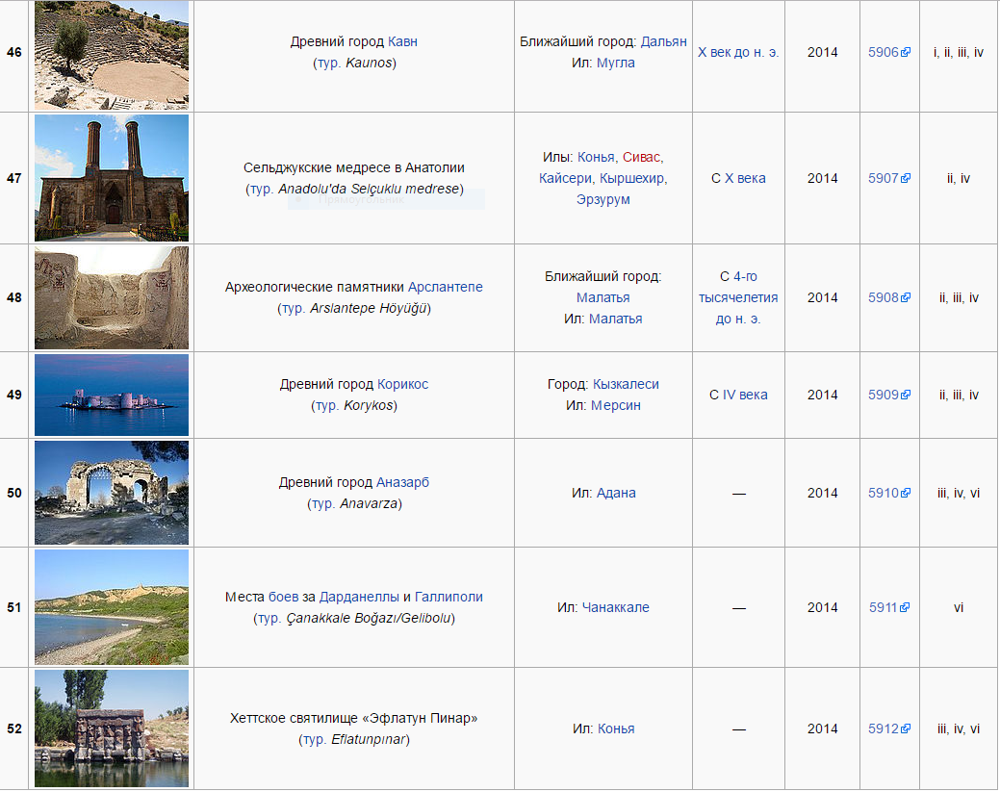 46
Древний город Кавн
(тур. Kaunos)
Ближайший город: Дальян
Ил: Мугла
X век до н. э.
2014
5906
i, ii, iii, iv
47
Сельджукские медресе в Анатолии
(тур. Anadolu'da Selçuklu medrese)
Прямоугольник
Илы: Конья, Сивас,
Кайсери, Кыршехир,
Эрзурум
С X века
2014
5907
ii, iv
48
Археологические памятники Арслантепе
(тур. Arslantepe Höyüğü)
Ближайший город:
Малатья
Ил: Малатья
С 4-го
тысячелетия
до н. э.
2014
5908
ii, iii, iv
49
Древний город Корикос
(тур. Korykos)
Город: Кызкалеси
Ил: Мерсин
С IV века
2014
5909
ii, iii, iv
50
Древний город Аназарб
(тур. Anavarza)
Ил: Адана
—
2014
5910
iii, iv, vi
51
Места боев за Дарданеллы и Галлиполи
(тур. Çanakkale Boğazı/Gelibolu)
Ил: Чанаккале
—
2014
5911
vi
52
Хеттское святилище «Эфлатун Пинар»
(тур. Eflatunpınar)
Ил: Конья
—
2014
5912
iii, iv, vi